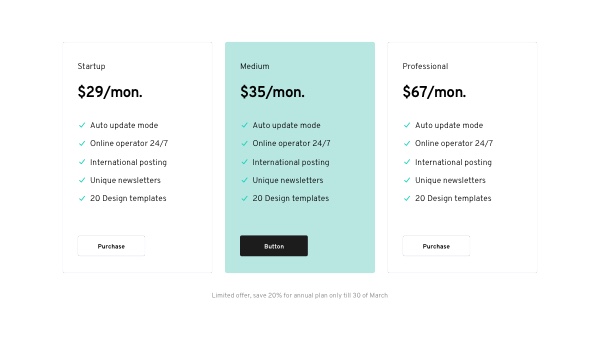 Startup
$29/mon.
Auto update mode
Online operator 24/7
International posting
Unique newsletters
20 Design templates
Purchase
Medium
$35/mon.
Auto update mode
Online operator 24/7
International posting
Unique newsletters
20 Design templates
Button
Professional
$67/mon.
Auto update mode
Online operator 24/7
International posting
Unique newsletters
20 Design templates
Purchase
Limited offer, save 20% for annual plan only till 30 of March